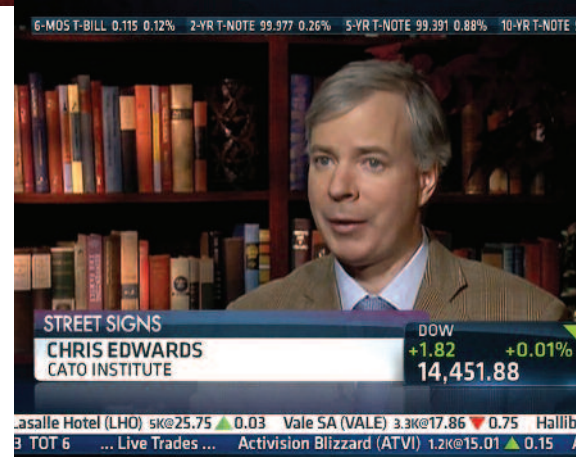 6-MOS T-BILL 0.115 0.12% 2-YR T-NOTE 99.977 0.26% 5-YR T-NOTE 99.391 0.88% 10-YR T-NOTE
STREET SIGNS
CHRIS EDWARDS
CATO INSTITUTE
DOW
+1.82 +0.01%
14,451.88
Lasalle Hotel (LHO) 5K@25.75 ▲ 0.03 Vale SA (VALE) 3.3K@17.86 ▼ 0.75 Hallib
3 TOT 6 ... Live Trades ... Activision Blizzard (ATVI) 1.2K@15.01 ▲ 0.15